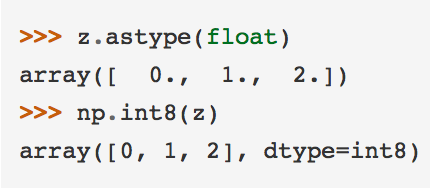 >>> z.astype(float)
array([  0.,  1.,  2.])
>>> np.int8(z)
array([0, 1, 2], dtype=int8)